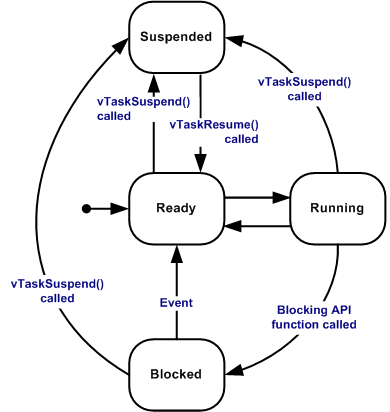 Suspended
vTaskSuspend()
called
vTaskSuspend()
called
vTaskResume()
called
Ready
Running
vTaskSuspend()
called
Event
Blocking API
function called
Blocked